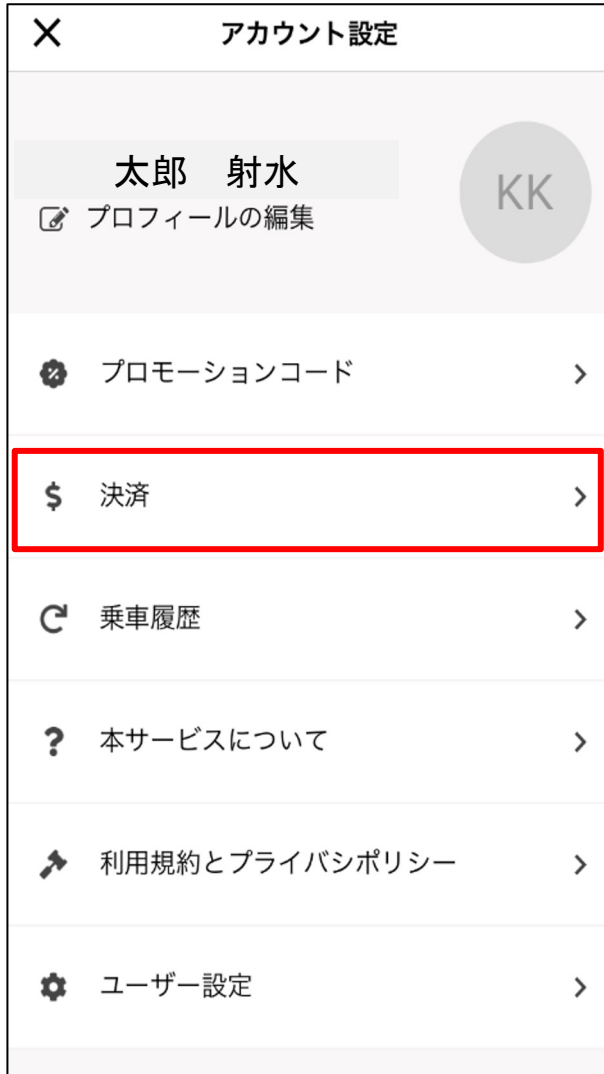 アカウント設定
太郎　射水
KK
プロフィールの編集
プロモーションコード
$ 決済
乗車履歴
? 本サービスについて
利用規約とプライバシポリシー
ユーザー設定